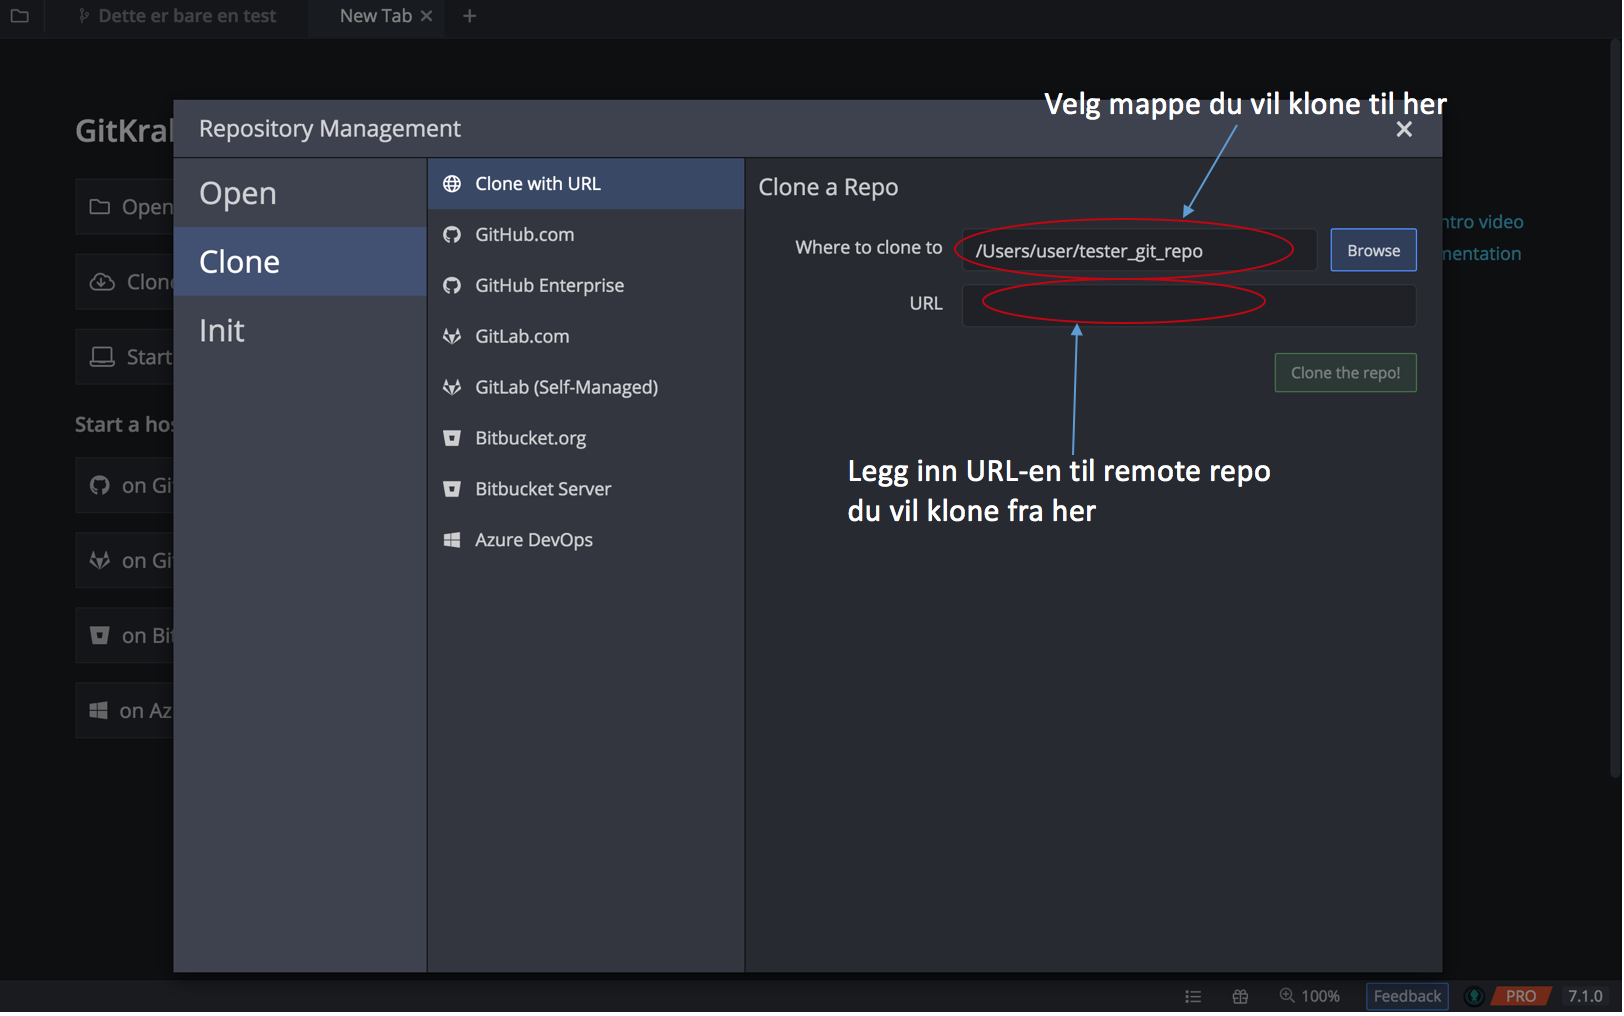 Dette er bare en test
New Tab
GitKra
Repository Management
Velg mappe du vil klone til her
Open
Clone
Init
Open
Clon
Start
Start a ho
on Gi
on Gi
on Bi
on Az
Clone with URL
GitHub.com
GitHub Enterprise
GitLab.com
GitLab (Self-Managed)
Bitbucket.org
Bitbucket Server
Azure DevOps
Clone a Repo
Where to clone to /Users/user/tester_git_repo Browse
URL
Clone the repo!
Legg inn URL-en til remote repo
du vil klone fra her
ntro video
mentation
100% Feedback PRO 7.1.0